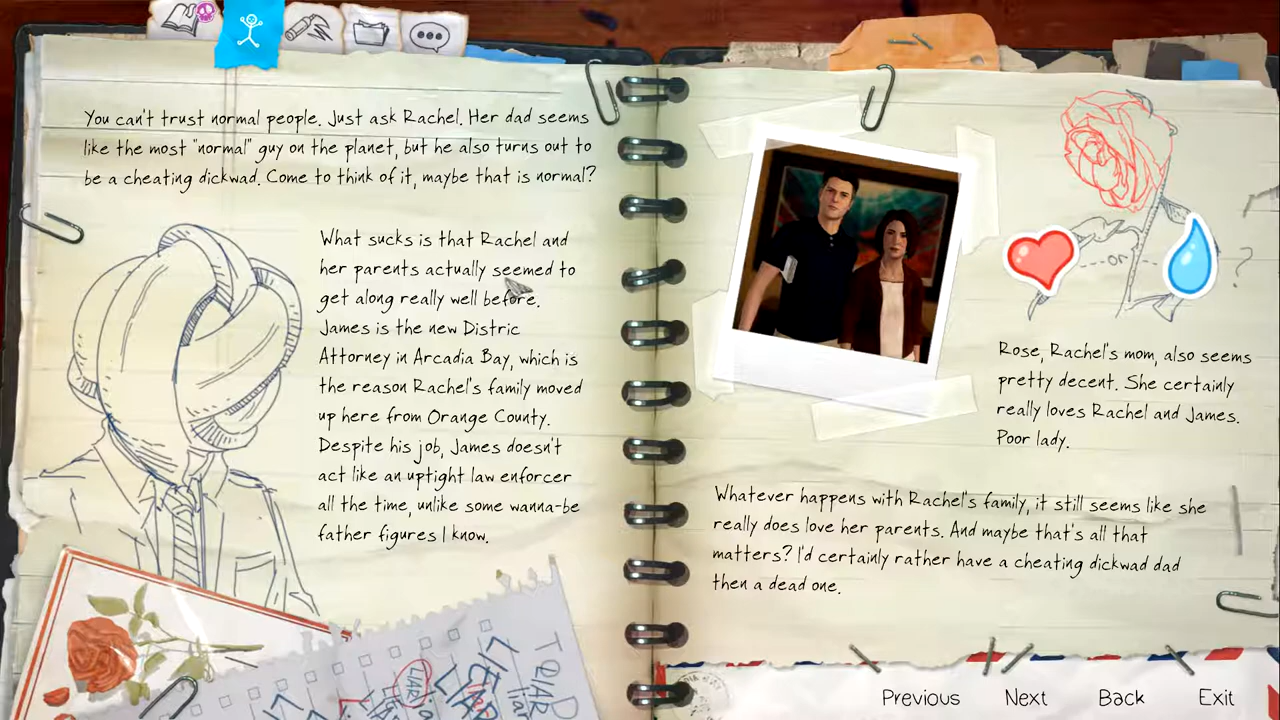 You can't trust normal people. Just ask Rachel. Her dad seems
like the most "normal" guy on the planet, but he also turns out to
be a cheating dickwad. Come to think of it, maybe that is normal?
What sucks is that Rachel and
her parents actually seemed to
get along really well before.
James is the new Distric
Attorney in Arcadia Bay, which is
the reason Rachel's family moved
up here from Orange County.
Despite his job, James doesn't
act like an uptight law enforcer
all the time, unlike some wanna-be
father figures I know.
LIAR
--or--
?
Rose, Rachel's mom, also seems
pretty decent. She certainly
really loves Rachel and James.
Poor lady.
Whatever happens with Rachel's family, it still seems like she
really does love her parents. And maybe that's all that
matters? I'd certainly rather have a cheating dickwad dad
then a dead one.
Previous Next Back Exit